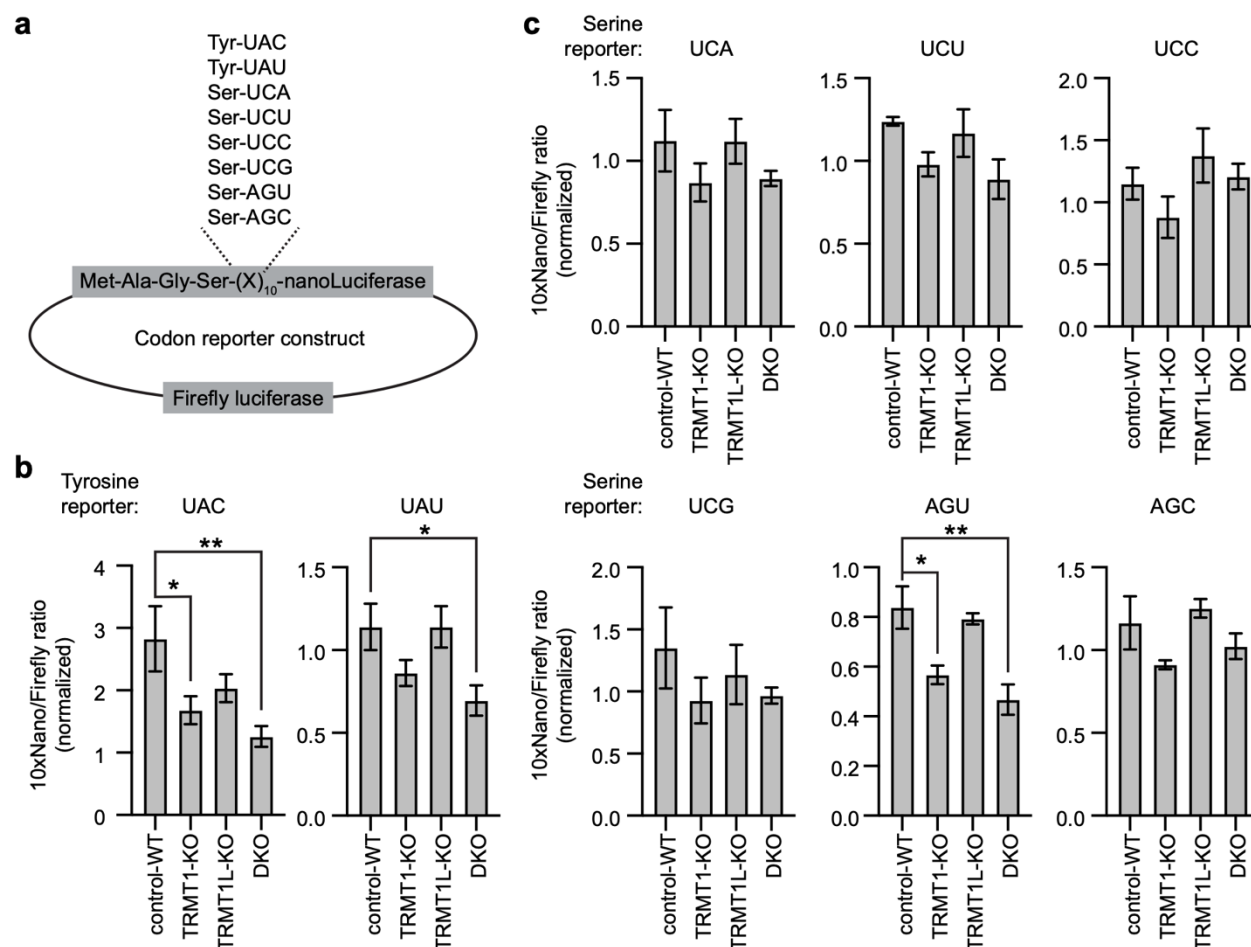 a
Tyr-UAC
Tyr-UAU
Ser-UCA
Ser-UCU
Ser-UCC
Ser-UCG
Ser-AGU
Ser-AGC
Met-Ala-Gly-Ser-(X)10-nanoLuciferase
Codon reporter construct
Firefly luciferase
b
Tyrosine
reporter:
UAC
UAU
10xNano/Firefly ratio
(normalized)
4
3
2
1
0
**
*
control-WT
TRMT1-KO
TRMT1L-KO
DKO
1.5
1.0
0.5
0.0
*
control-WT
TRMT1-KO
TRMT1L-KO
DKO
c
Serine
reporter:
UCA
UCU
UCC
10xNano/Firefly ratio
(normalized)
1.5
1.0
0.5
0.0
control-WT
TRMT1-KO
TRMT1L-KO
DKO
1.5
1.0
0.5
0.0
control-WT
TRMT1-KO
TRMT1L-KO
DKO
2.0
1.5
1.0
0.5
0.0
control-WT
TRMT1-KO
TRMT1L-KO
DKO
Serine
reporter:
UCG
AGU
AGC
10xNano/Firefly ratio
(normalized)
2.0
1.5
1.0
0.5
0.0
control-WT
TRMT1-KO
TRMT1L-KO
DKO
1.0
0.8
0.6
0.4
0.2
0.0
**
*
control-WT
TRMT1-KO
TRMT1L-KO
DKO
1.5
1.0
0.5
0.0
control-WT
TRMT1-KO
TRMT1L-KO
DKO